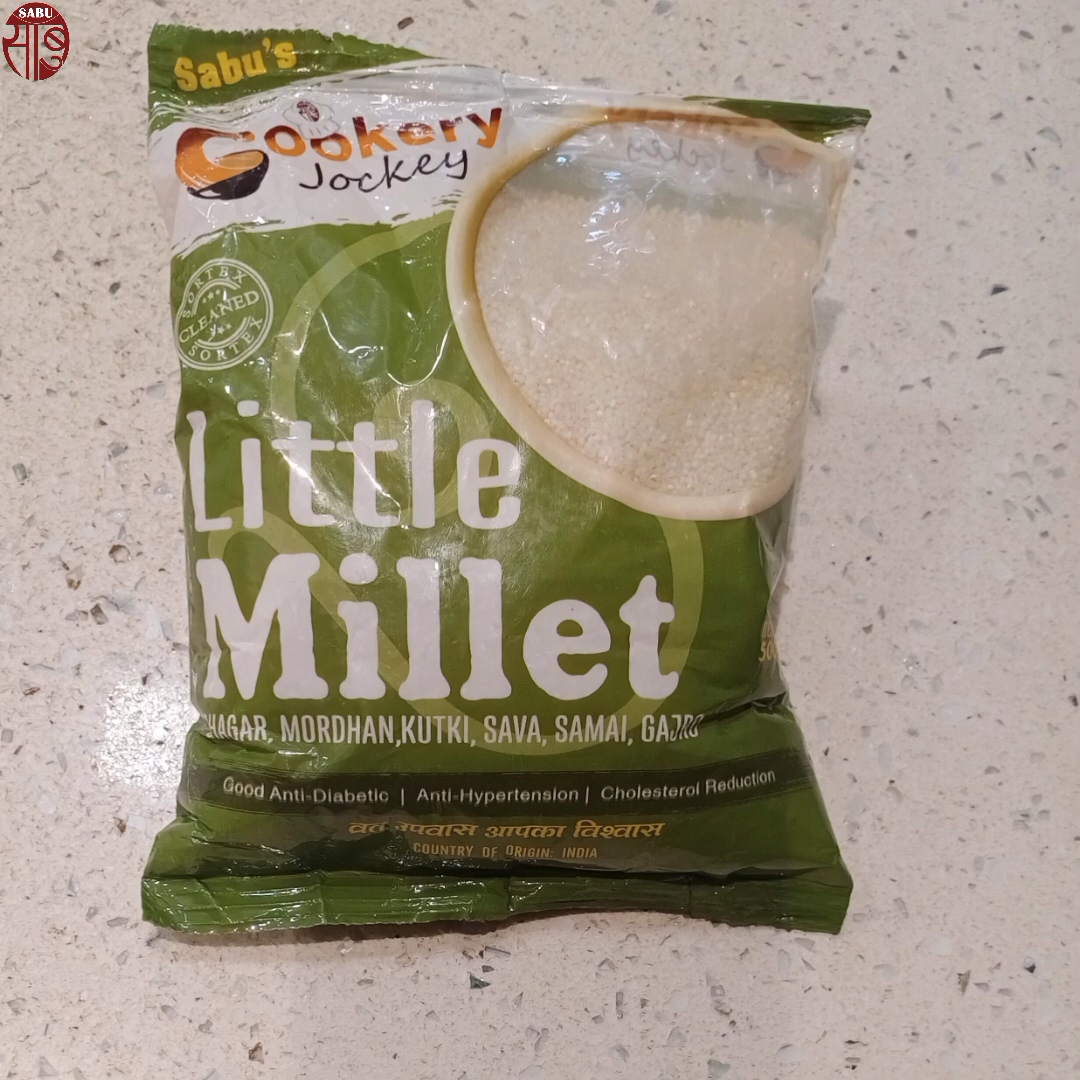 SABU
साबु
Sabu's
Cookery
Jockey
SORTEX
CLEANED
SORTEX
Little
Millet
MORDHAN,KUTKI, SAVA, SAMAI,
Good Anti-Diabetic | Anti-Hypertension | Cholesterol Reduction
आपका विश्वास
COUNTRY OF ORIGIN: INDIA